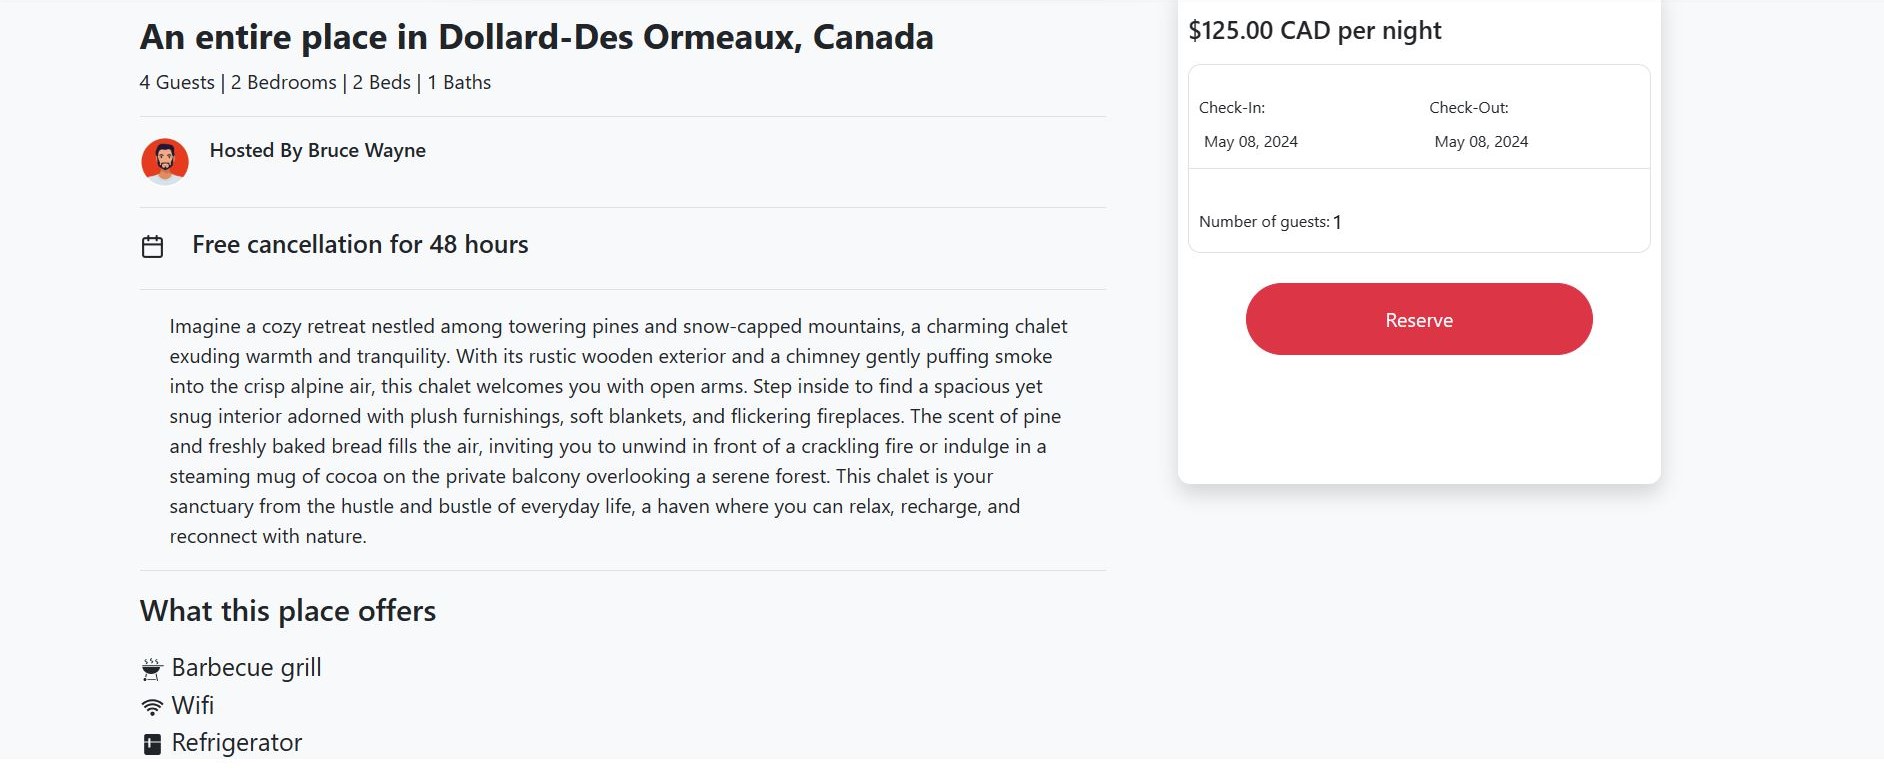 An entire place in Dollard-Des Ormeaux, Canada
4 Guests | 2 Bedrooms | 2 Beds | 1 Baths
Hosted By Bruce Wayne
Free cancellation for 48 hours
Imagine a cozy retreat nestled among towering pines and snow-capped mountains, a charming chalet
exuding warmth and tranquility. With its rustic wooden exterior and a chimney gently puffing smoke
into the crisp alpine air, this chalet welcomes you with open arms. Step inside to find a spacious yet
snug interior adorned with plush furnishings, soft blankets, and flickering fireplaces. The scent of pine
and freshly baked bread fills the air, inviting you to unwind in front of a crackling fire or indulge in a
steaming mug of cocoa on the private balcony overlooking a serene forest. This chalet is your
sanctuary from the hustle and bustle of everyday life, a haven where you can relax, recharge, and
reconnect with nature.
What this place offers
Barbecue grill
Wifi
Refrigerator
$125.00 CAD per night
Check-In: Check-Out:
May 08, 2024 May 08, 2024
Number of guests: 1
Reserve